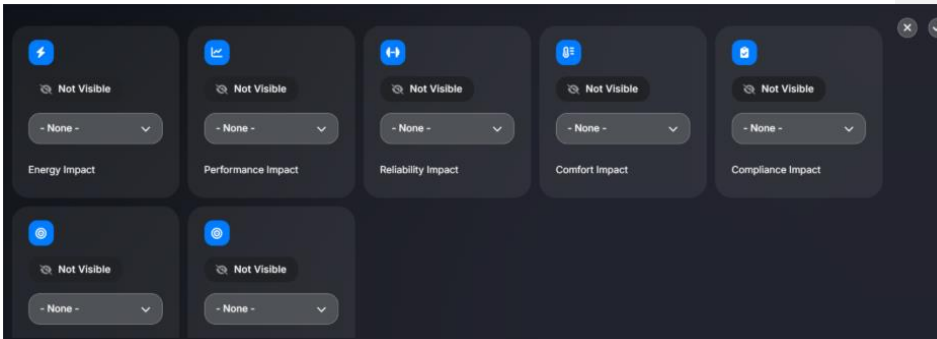 Not Visible
Not Visible
Not Visible
Not Visible
Not Visible
- None -
- None -
- None -
- None -
- None -
Energy Impact
Performance Impact
Reliability Impact
Comfort Impact
Compliance Impact
Not Visible
Not Visible
- None -
- None -